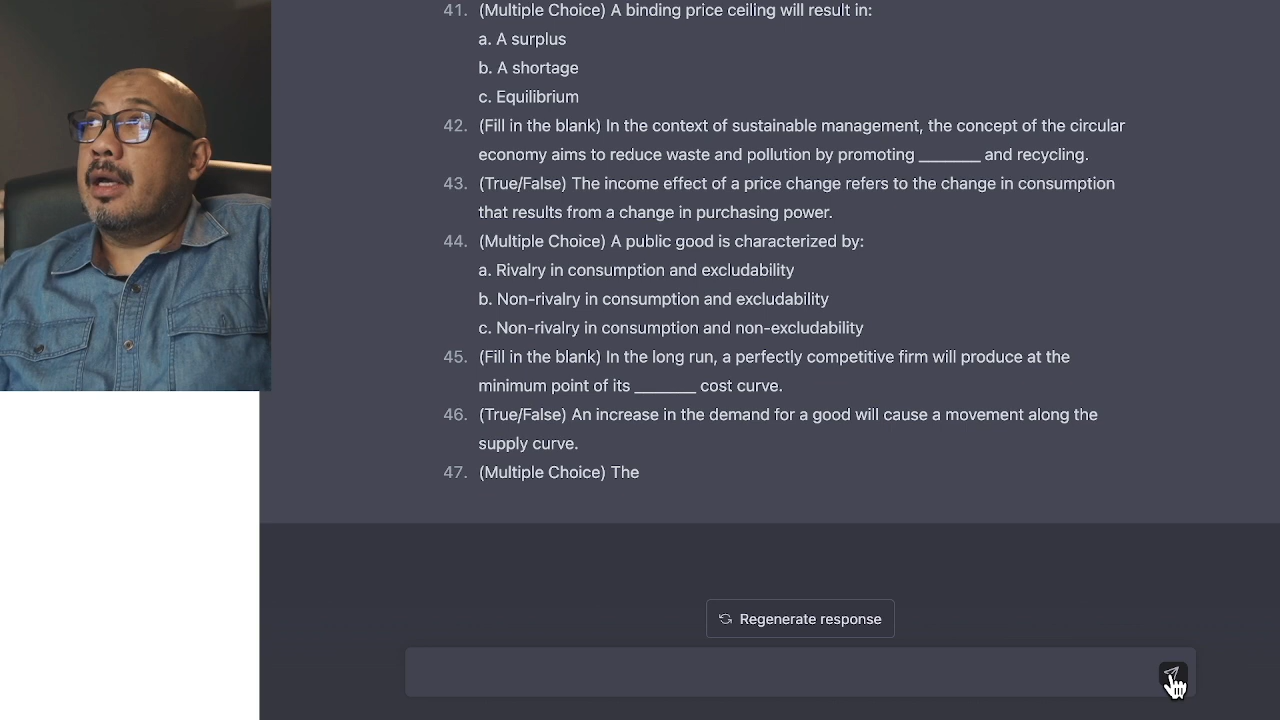 41. (Multiple Choice) A binding price ceiling will result in:
a. A surplus
b. A shortage
c. Equilibrium
42. (Fill in the blank) In the context of sustainable management, the concept of the circular
economy aims to reduce waste and pollution by promoting ________ and recycling.
43. (True/False) The income effect of a price change refers to the change in consumption
that results from a change in purchasing power.
44. (Multiple Choice) A public good is characterized by:
a. Rivalry in consumption and excludability
b. Non-rivalry in consumption and excludability
c. Non-rivalry in consumption and non-excludability
45. (Fill in the blank) In the long run, a perfectly competitive firm will produce at the
minimum point of its ________ cost curve.
46. (True/False) An increase in the demand for a good will cause a movement along the
supply curve.
47. (Multiple Choice) The
Regenerate response